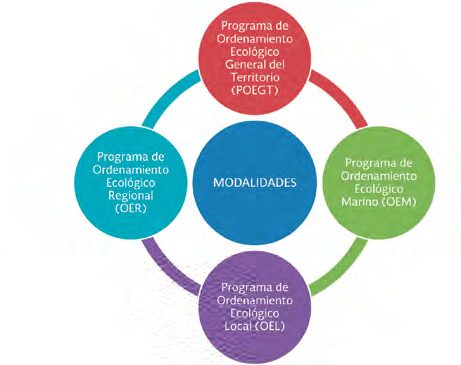 Programa de
Ordenamiento
Ecológico
General del
Territorio
(POEGT)
Programa de
Ordenamiento
Ecológico
Regional
(OER)
MODALIDADES
Programa de
Ordenamiento
Ecológico
Marino (OEM)
Programa de
Ordenamiento
Ecológico
Local (OEL)